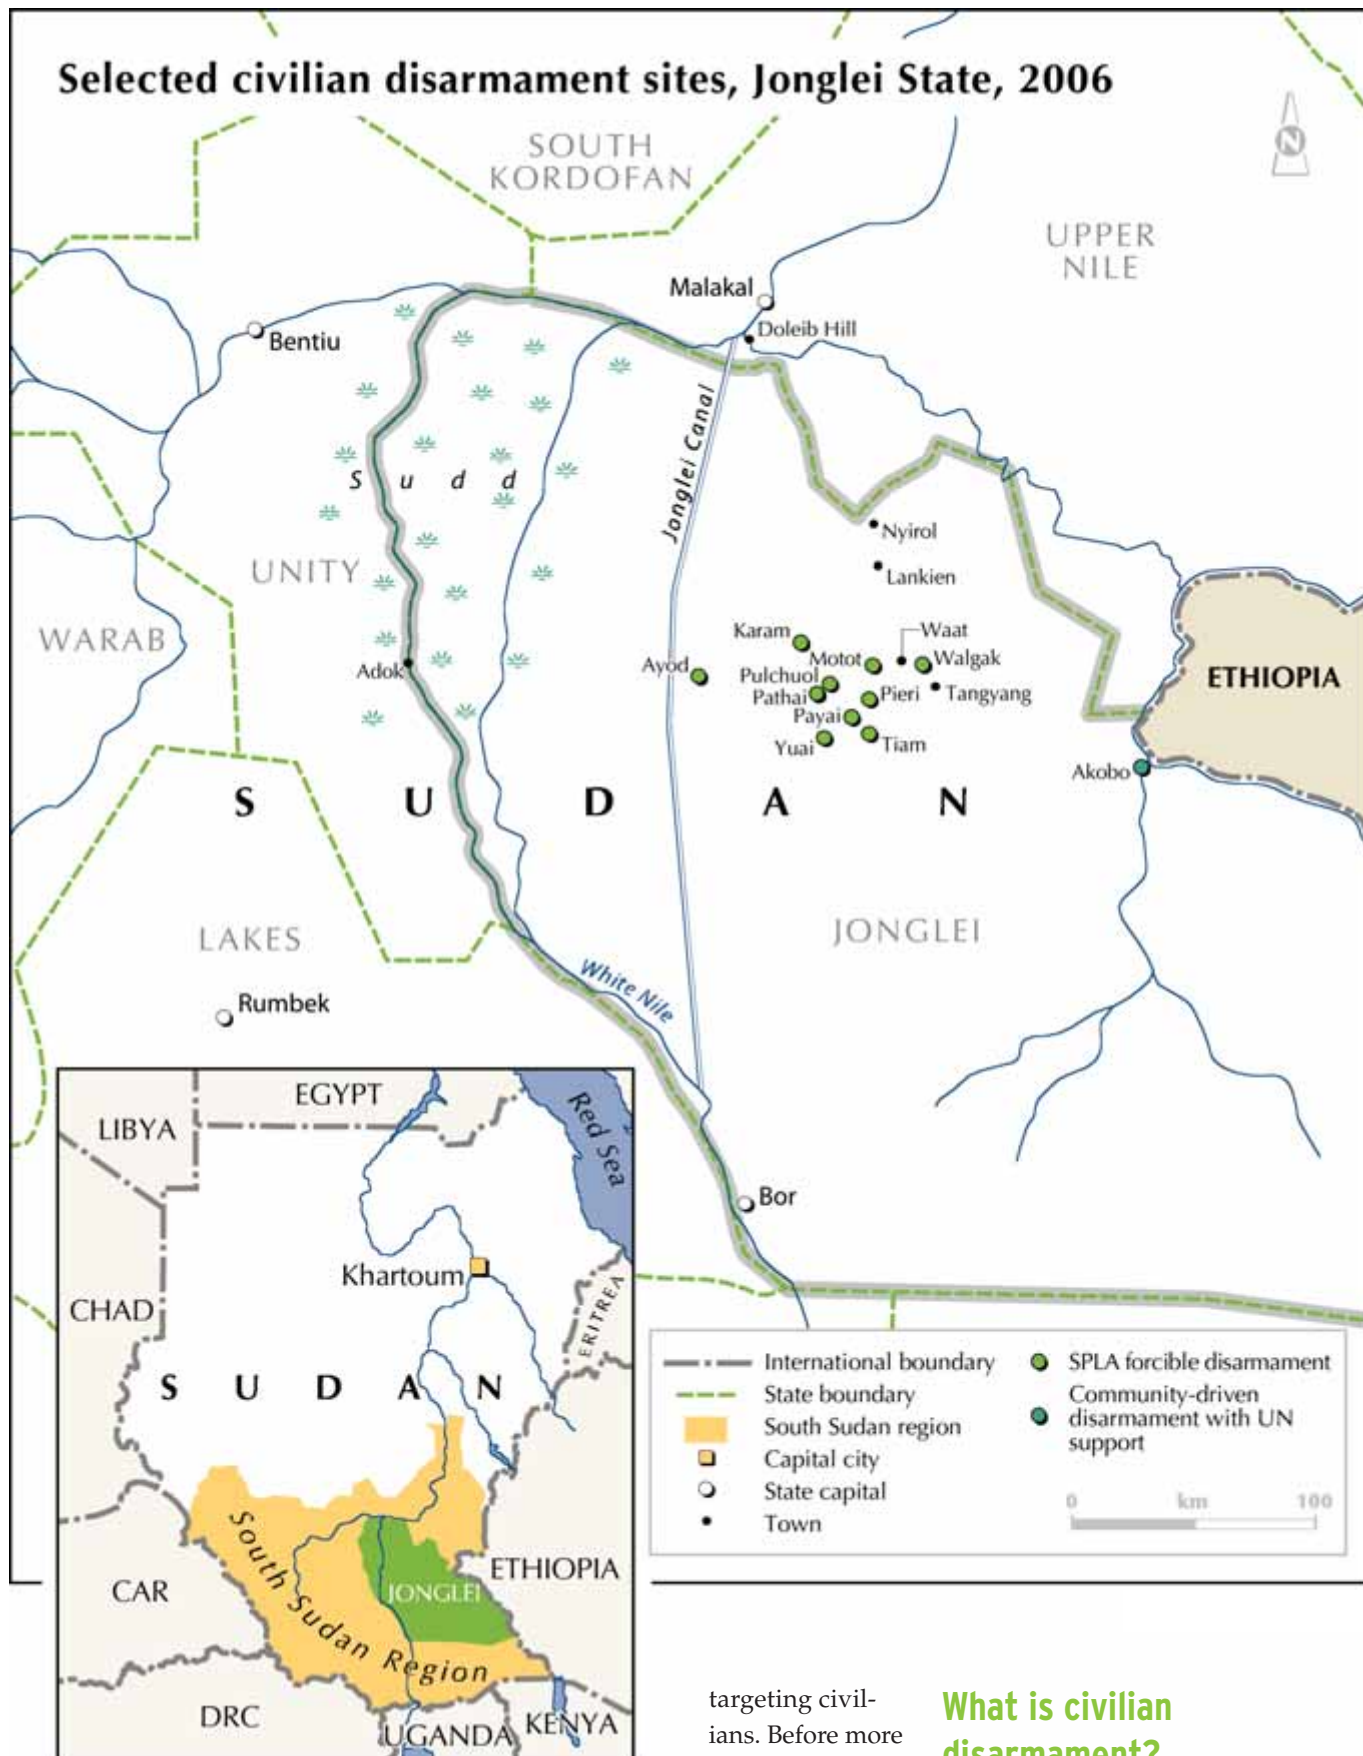 Selected civilian disarmament sites, Jonglei State, 2006
N
SOUTH
KORDOFAN
UPPER
NILE
Malakal
Doleib Hill
Bentiu
Jonglei Canal
Sudd
Nyirol
Lankien
UNITY
WARAB
Karam
Waat
Motot
Walgak
Ayod
Pulchuol
Pathai
Pieri
Tangyang
Payai
Yuai
Tiam
Adok
ETHIOPIA
Akobo
SUDAN
LAKES
JONGLEI
White Nile
Rumbek
Bor
EGYPT
LIBYA
Red Sea
Khartoum
CHAD
ERITREA
SUDAN
South Sudan Region
JONGLEI
ETHIOPIA
CAR
DRC
UGANDA
KENYA
International boundary
State boundary
South Sudan region
Capital city
State capital
Town
SPLA forcible disarmament
Community-driven
disarmament with UN
support
0 km 100
targeting civil-
ians. Before more
What is civilian
disarmament?